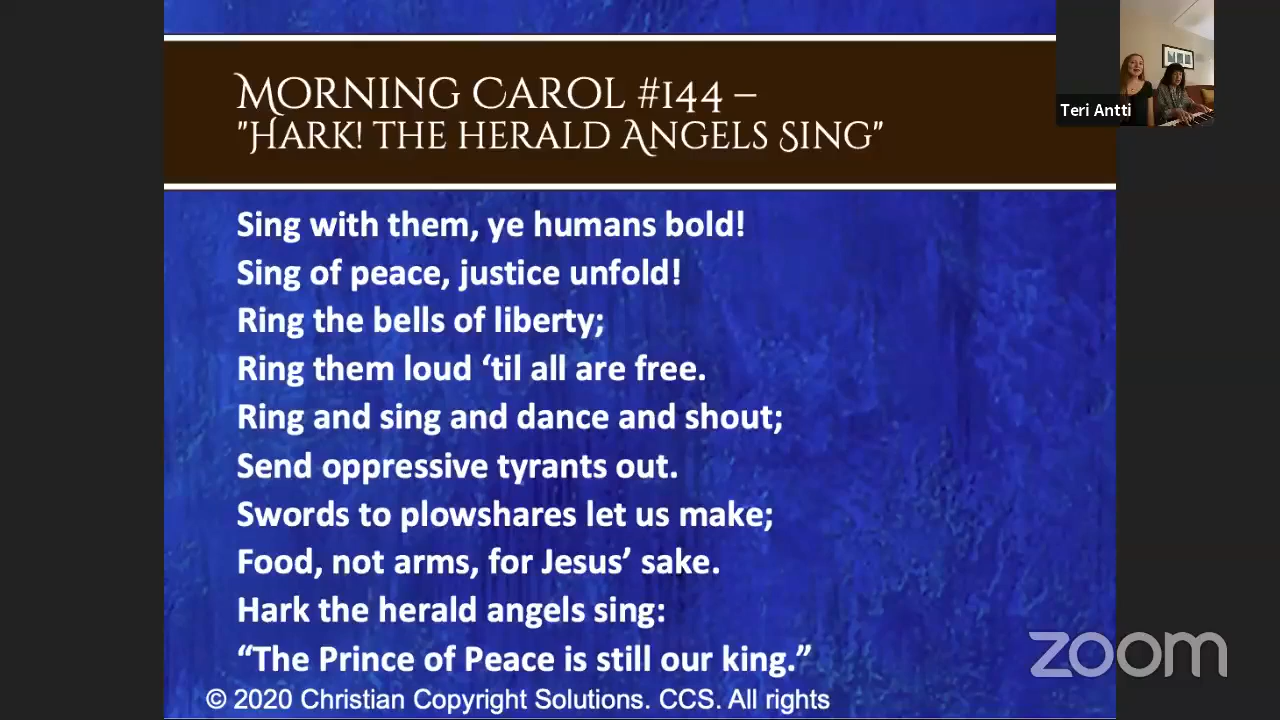 Morning Carol #144 –
"Hark! the herald Angels Sing"
Teri Antti
Sing with them, ye humans bold!
Sing of peace, justice unfold!
Ring the bells of liberty;
Ring them loud ‘til all are free.
Ring and sing and dance and shout;
Send oppressive tyrants out.
Swords to plowshares let us make;
Food, not arms, for Jesus’ sake.
Hark the herald angels sing:
“The Prince of Peace is still our king.”
© 2020 Christian Copyright Solutions. CCS. All rights
zoom